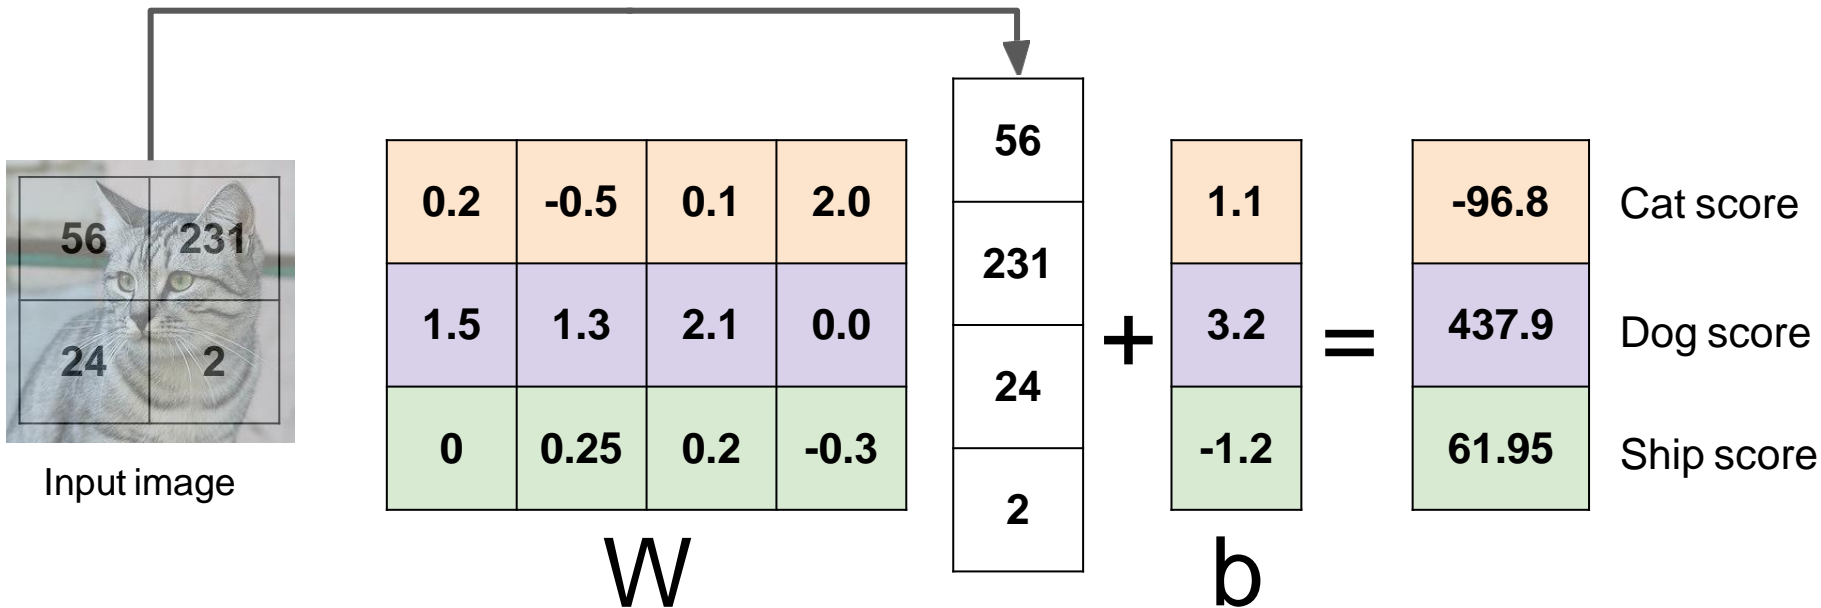 56 231
24 2
Input image
0.2 -0.5 0.1 2.0
1.5 1.3 2.1 0.0
0 0.25 0.2 -0.3
W
56
231
24
2
+
1.1
3.2
-1.2
b
=
-96.8 Cat score
437.9 Dog score
61.95 Ship score